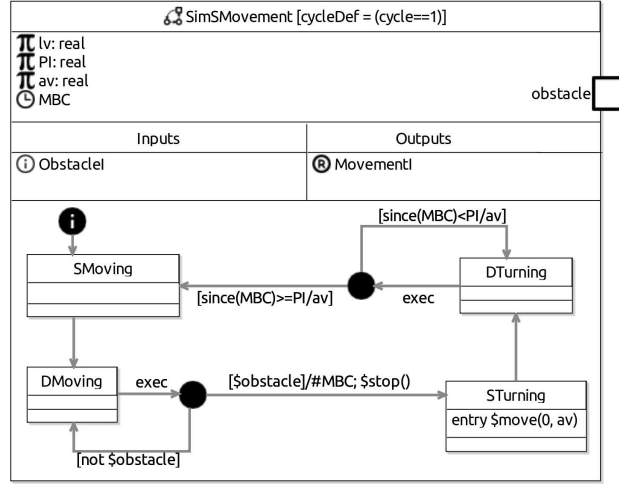 SimSMovement [cycleDef = (cycle==1)]
lv: real
PI: real
av: real
MBC
obstacle
Inputs
Outputs
i ObstacleI
R MovementI
i
[since(MBC)<PI/av]
SMoving
DTurning
[since(MBC)>=PI/av]
exec
DMoving
exec
[$obstacle]/#MBC; $stop()
STurning
entry $move(0, av)
[not $obstacle]